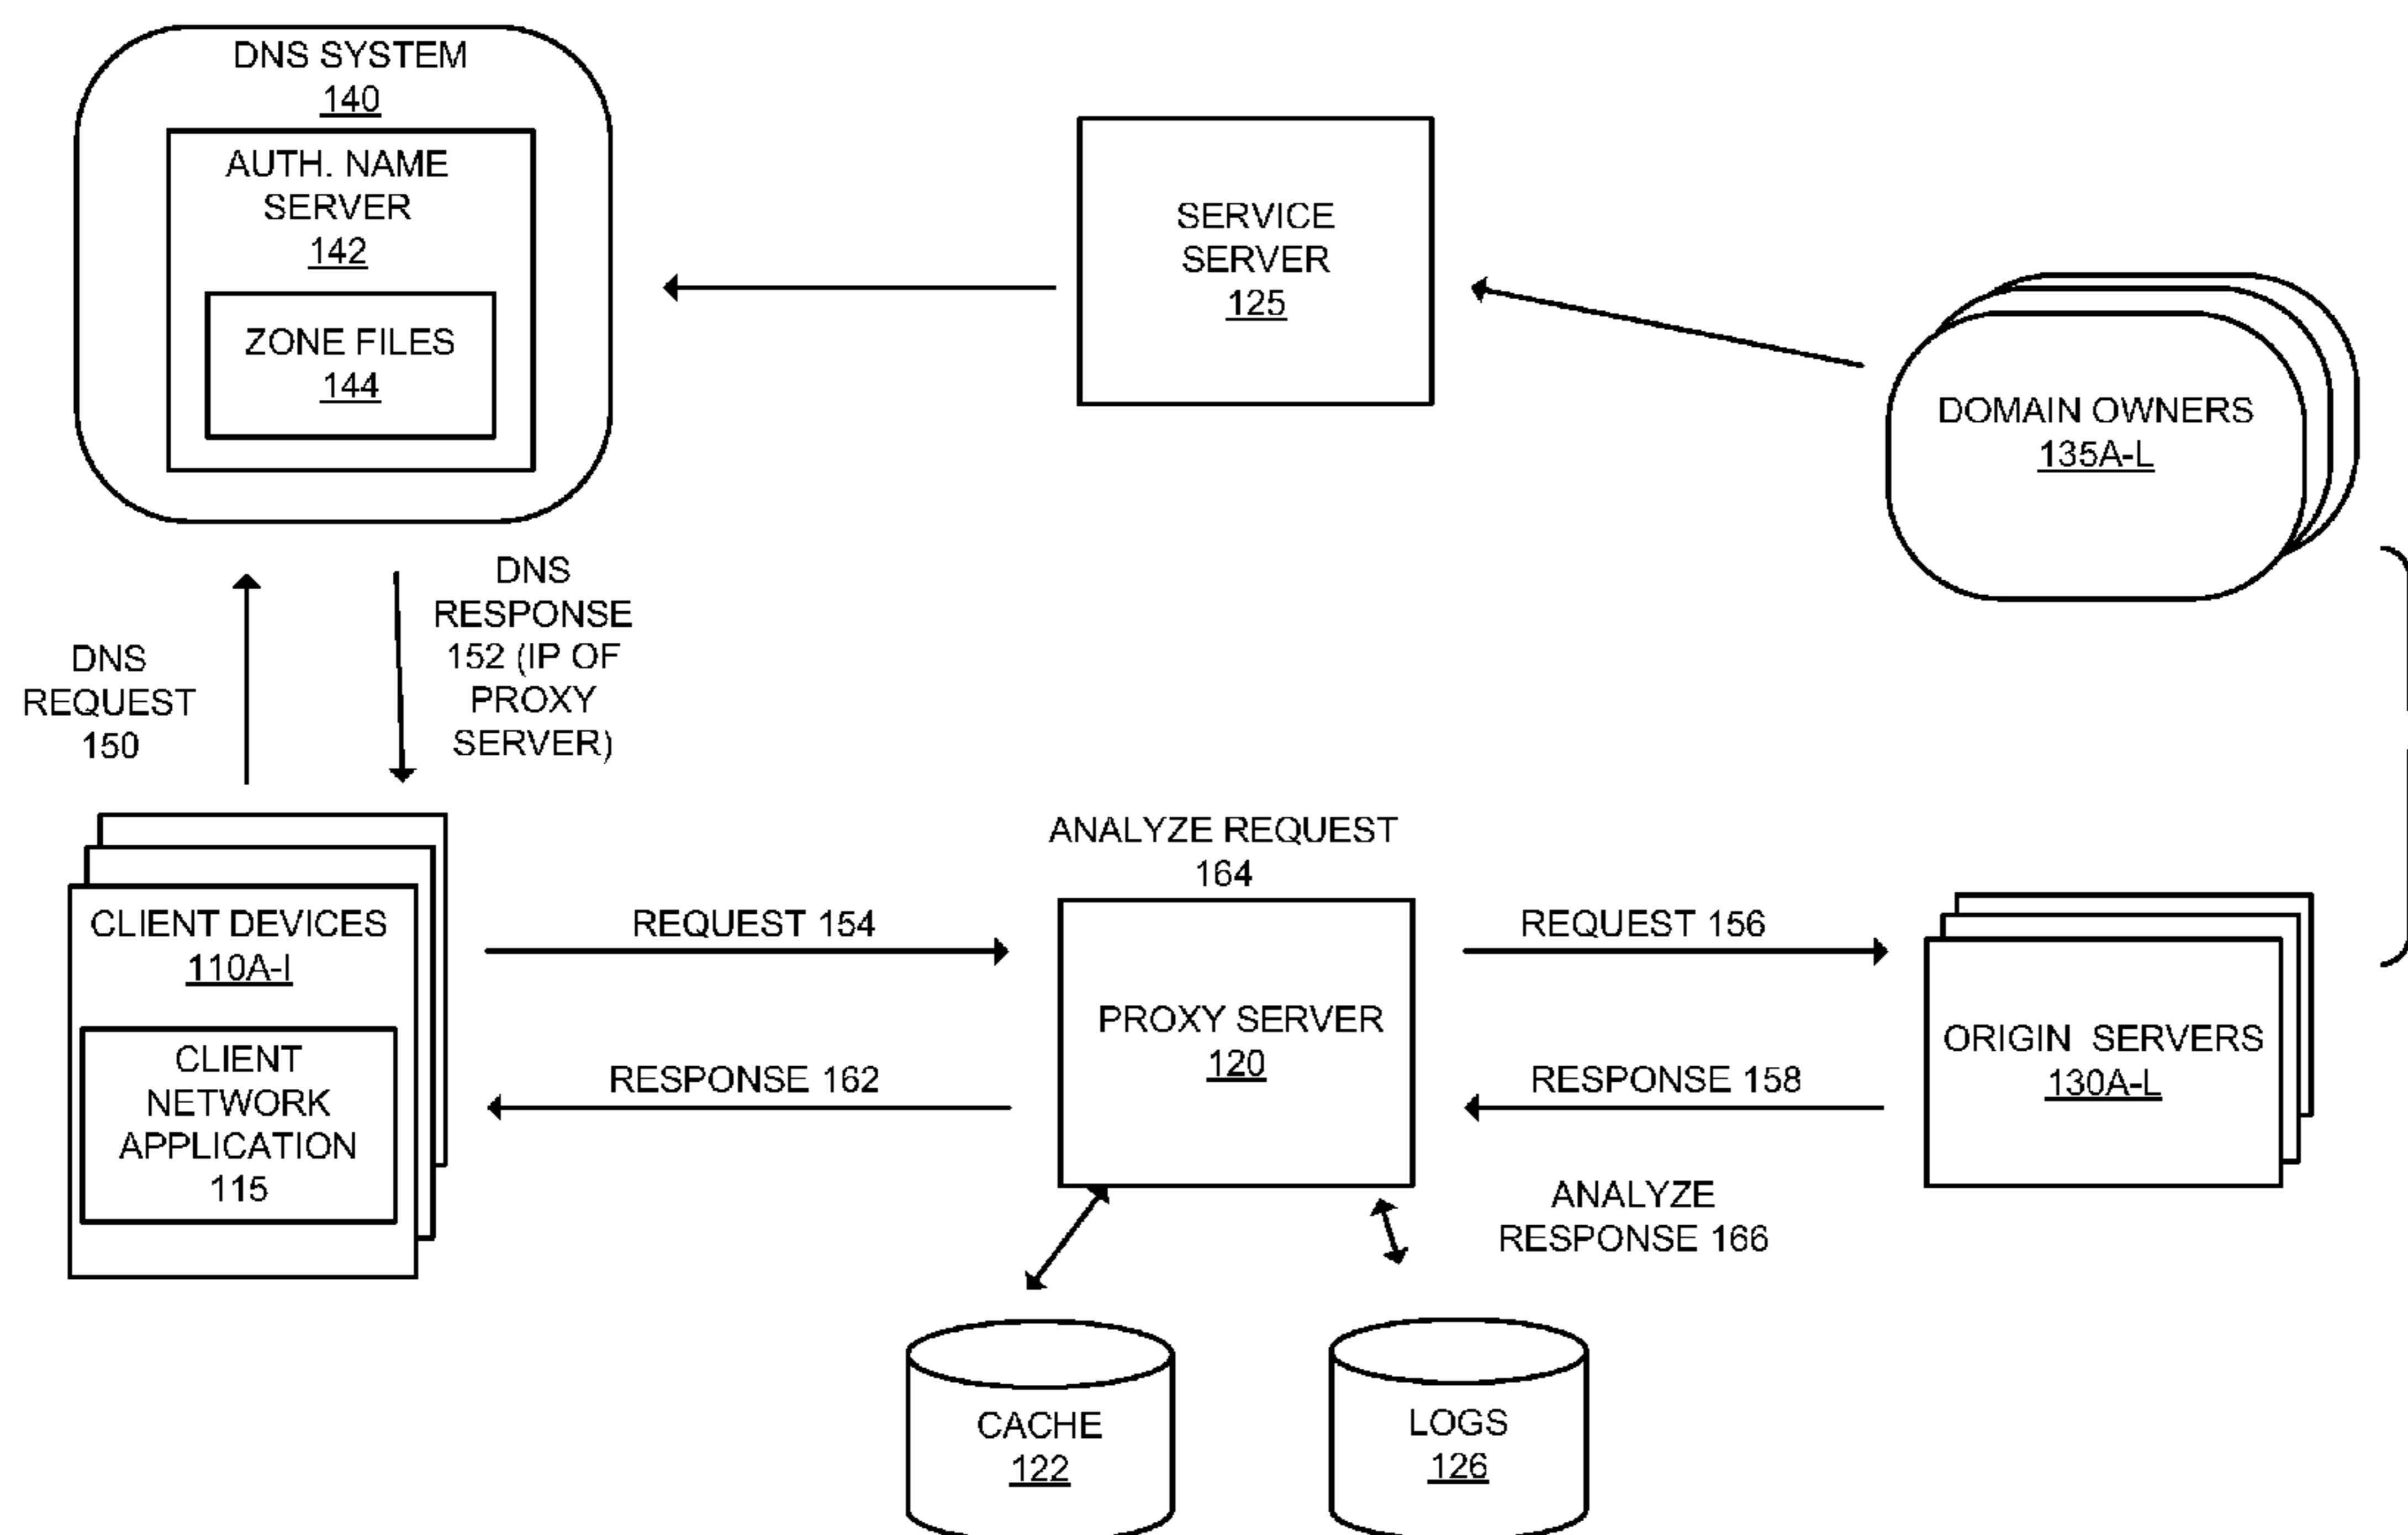 DNS SYSTEM
140
AUTH. NAME
SERVER
142
ZONE FILES
144
SERVICE
SERVER
125
DOMAIN OWNERS
135A-L
DNS
REQUEST
150
DNS
RESPONSE
152 (IP OF
PROXY
SERVER)
CLIENT DEVICES
110A-I
CLIENT
NETWORK
APPLICATION
115
REQUEST 154
RESPONSE 162
ANALYZE REQUEST
164
PROXY SERVER
120
REQUEST 156
RESPONSE 158
ANALYZE
RESPONSE 166
ORIGIN SERVERS
130A-L
CACHE
122
LOGS
126